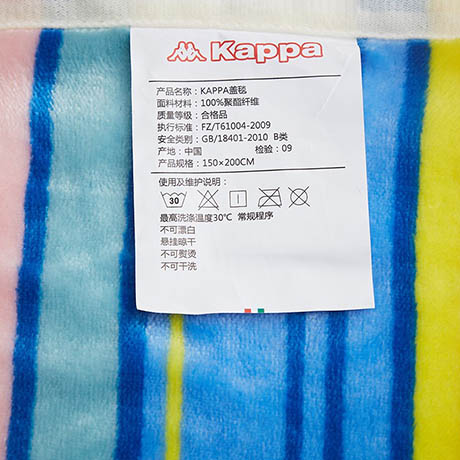 Kappa
产品名称：KAPPA盖毯
面料材料：100%聚酯纤维
质量等级：合格品
执行标准：FZ/T61004-2009
安全类别：GB/18401-2010 B类
产地：中国 检验：09
产品规格：150×200CM
使用及维护说明：
30
最高洗涤温度30℃ 常规程序
不可漂白
悬挂晾干
不可熨烫
不可干洗